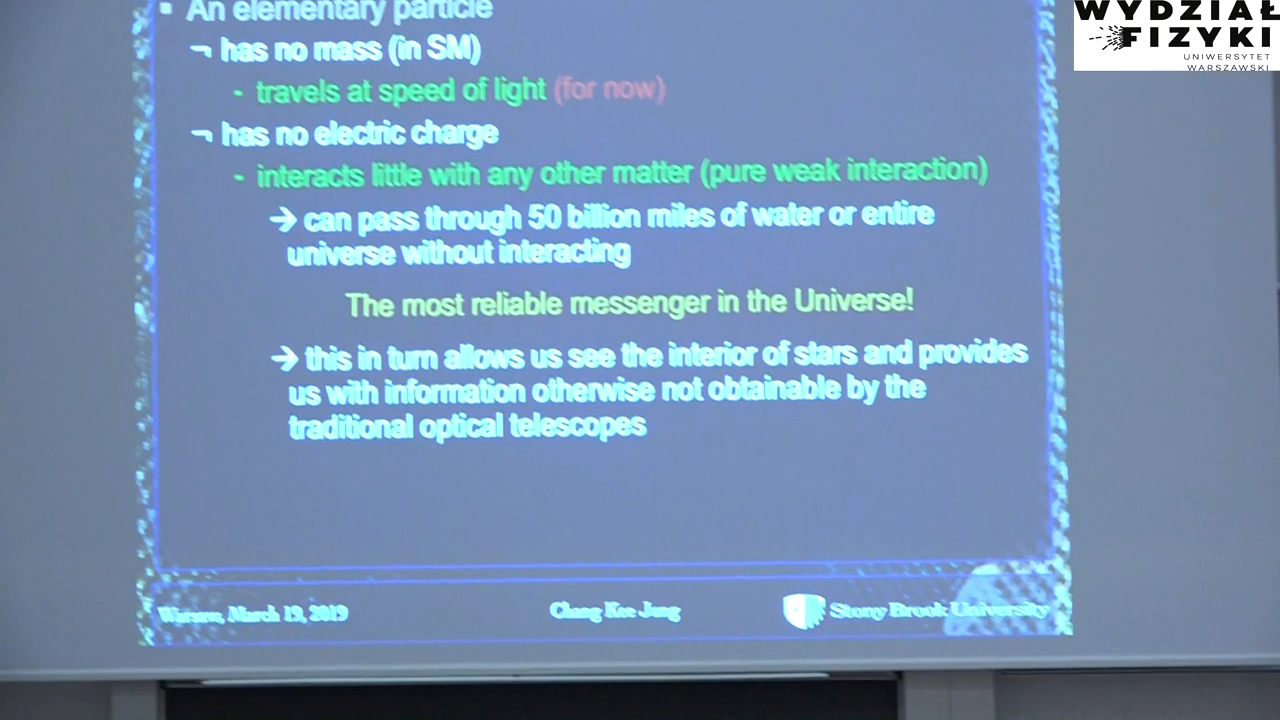 WYDZIAŁ
FIZYKI
UNIWERSYTET
WARSZAWSKI
An elementary particle
¬ has no mass (in SM)
- travels at speed of light (for now)
¬ has no electric charge
- interacts little with any other matter (pure weak interaction)
→ can pass through 50 billion miles of water or entire
universe without interacting
The most reliable messenger in the Universe!
→ this in turn allows us see the interior of stars and provides
us with information otherwise not obtainable by the
traditional optical telescopes
Warsaw, March 19, 2019
Chang Kee Jung
Stony Brook University